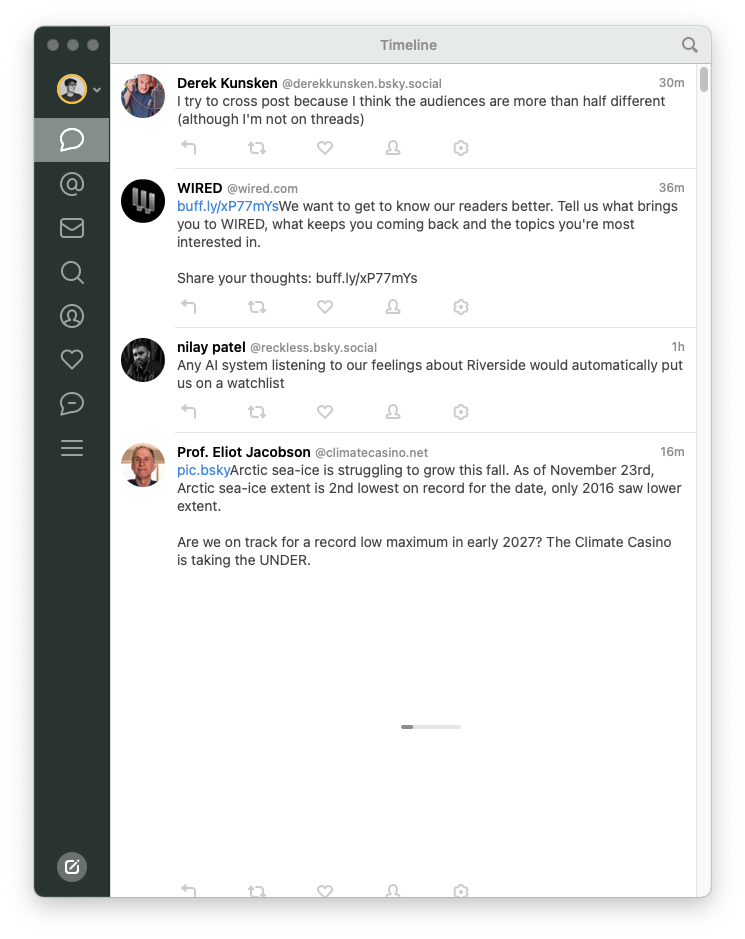 Timeline
Derek Kunsken @derekkunsken.bsky.social 30m
I try to cross post because I think the audiences are more than half different
(although I'm not on threads)
WIRED @wired.com 36m
buff.ly/xP77mYsWe want to get to know our readers better. Tell us what brings
you to WIRED, what keeps you coming back and the topics you're most
interested in.
Share your thoughts: buff.ly/xP77mYs
nilay patel @reckless.bsky.social 1h
Any AI system listening to our feelings about Riverside would automatically put
us on a watchlist
Prof. Eliot Jacobson @climatecasino.net 16m
pic.bskyArctic sea-ice is struggling to grow this fall. As of November 23rd,
Arctic sea-ice extent is 2nd lowest on record for the date, only 2016 saw lower
extent.
Are we on track for a record low maximum in early 2027? The Climate Casino
is taking the UNDER.